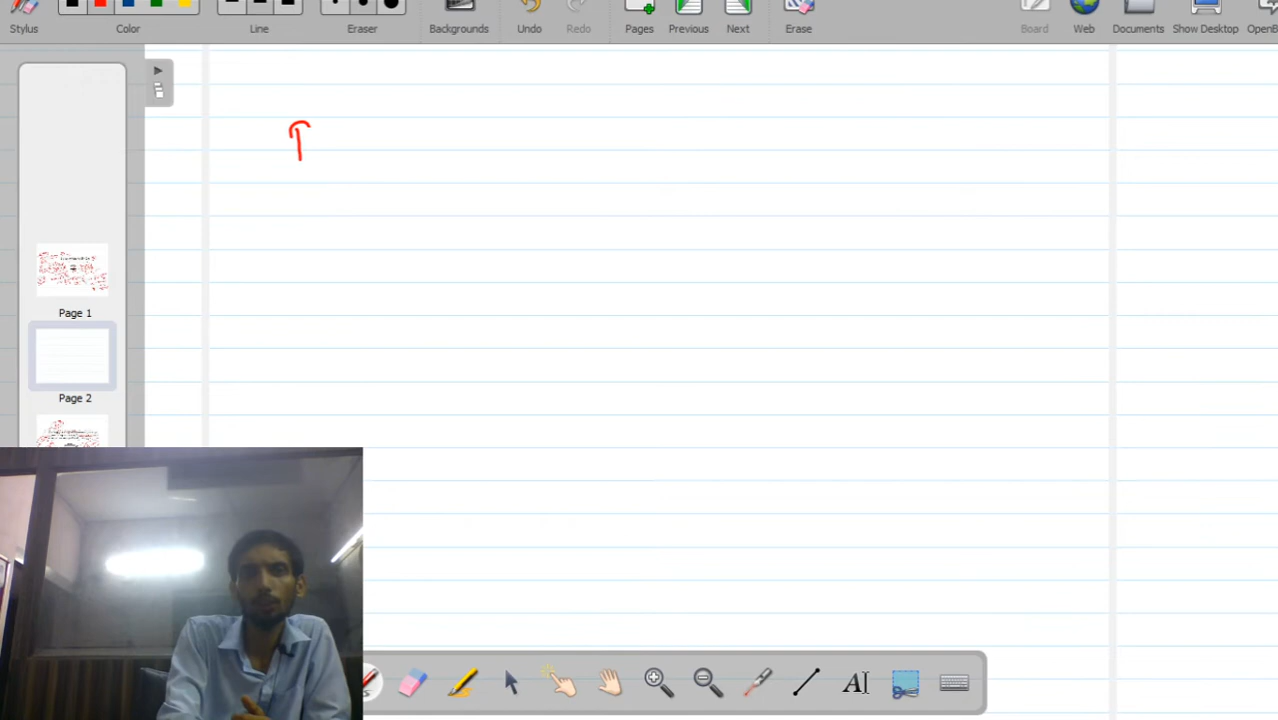 Stylus Color Line Eraser Backgrounds Undo Redo Pages Previous Next Erase Board Web Documents Show Desktop
Page 1
Page 2